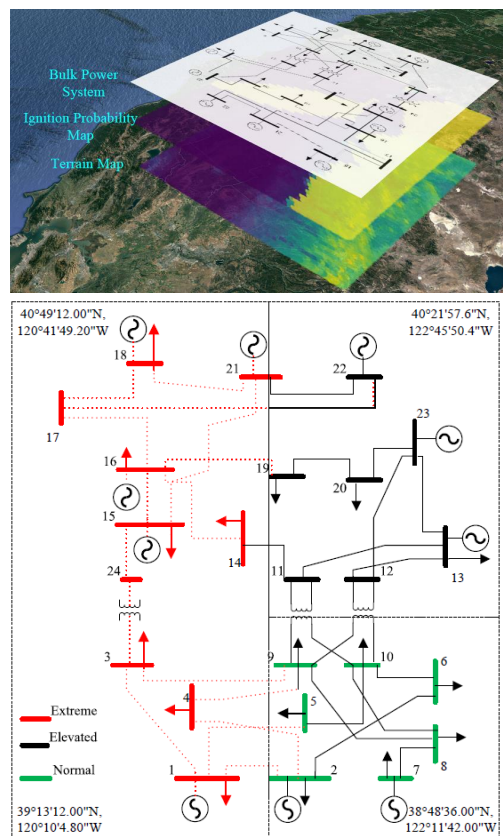 Bulk Power
System
Ignition Probability
Map
Terrain Map
40°49'12.00"N,
120°41'49.20"W
40°21'57.6"N,
122°45'50.4"W
18
21
22
17
23
16
19
20
15
14
11
12
13
24
3
9
10
6
4
5
Extreme
Elevated
Normal
1
2
7
8
39°13'12.00"N,
120°10'4.80"W
38°48'36.00"N,
122°11'42.00"W